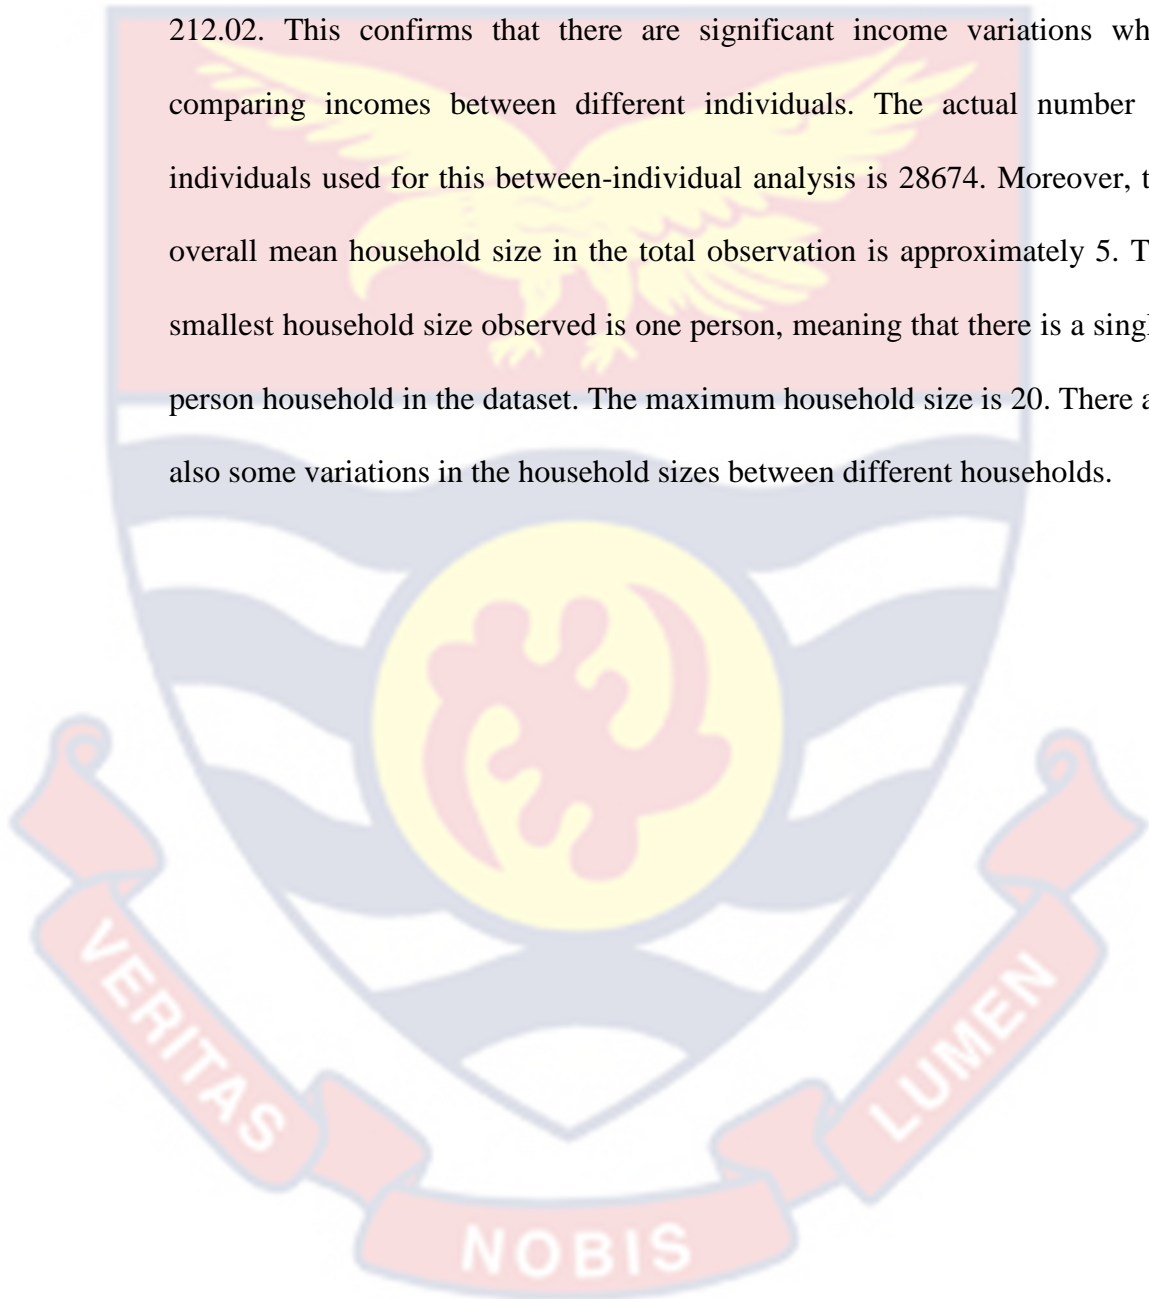 212.02. This confirms that there are significant income variations wh
comparing incomes between different individuals. The actual number
individuals used for this between-individual analysis is 28674. Moreover, t
overall mean household size in the total observation is approximately 5. T
smallest household size observed is one person, meaning that there is a singl
person household in the dataset. The maximum household size is 20. There a
also some variations in the household sizes between different households.
VERITAS
NOBIS
LUMEN